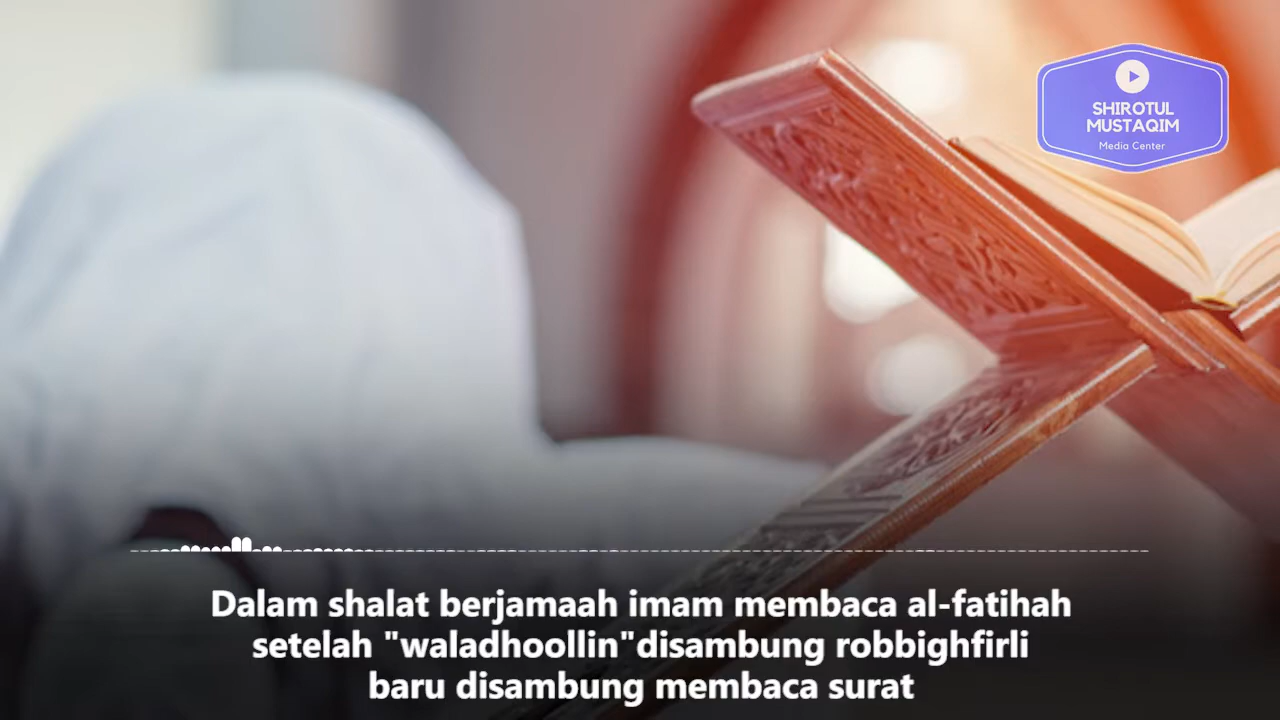 SHIROTUL
MUSTAQIM
Media Center
Dalam shalat berjamaah imam membaca al-fatihah
setelah "waladhoollin"disambung robbighfirli
baru disambung membaca surat